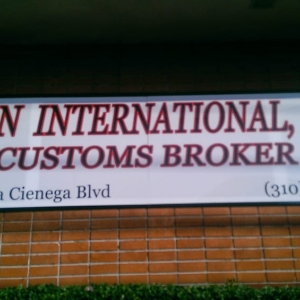 N INTERNATIONAL,
CUSTOMS BROKER
a Cienega Blvd (310)